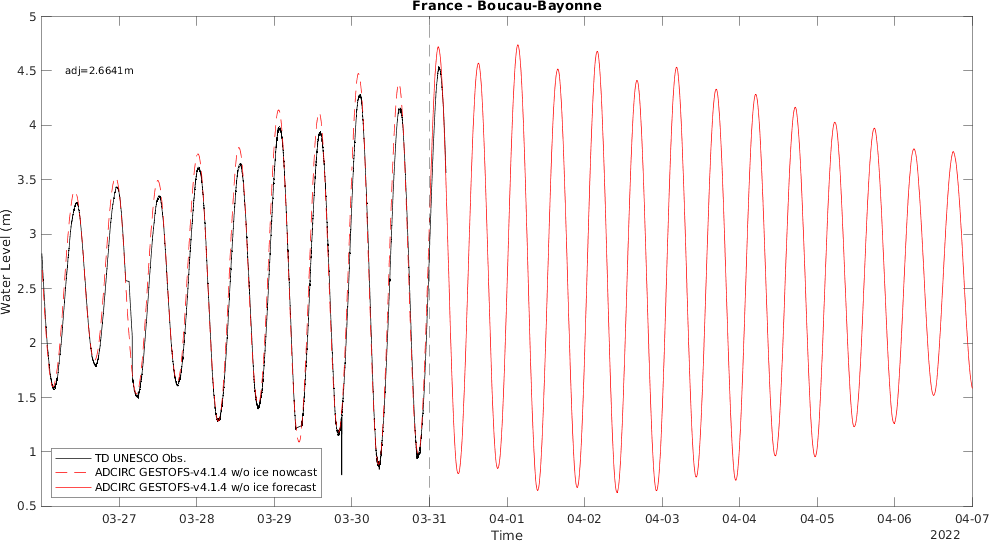 France - Boucau-Bayonne
5
4.5
4
3.5
3
2.5
2
1.5
1
0.5
Water Level (m)
adj=2.6641m
TD UNESCO Obs.
ADCIRC GESTOFS-v4.1.4 w/o ice nowcast
ADCIRC GESTOFS-v4.1.4 w/o ice forecast
03-27 03-28 03-29 03-30 03-31 04-01 04-02 04-03 04-04 04-05 04-06 04-07
Time
2022